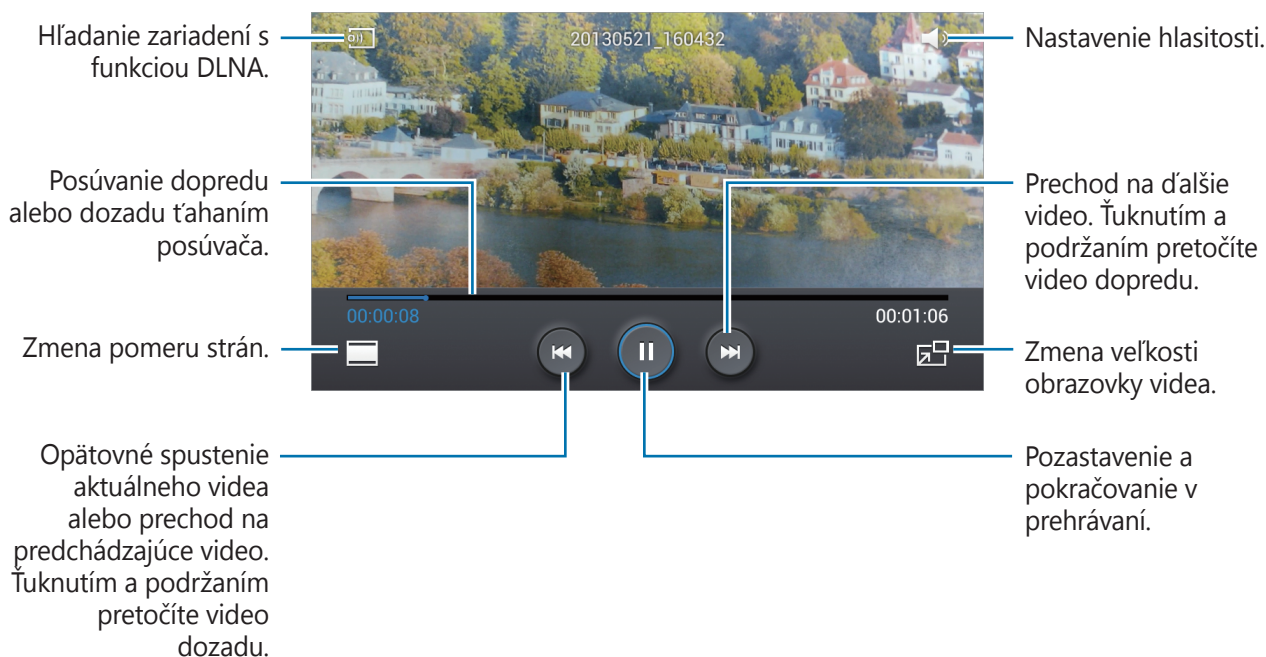 Hľadanie zariadení s
funkciou DLNA.
20130521_160432
Nastavenie hlasitosti.
Posúvanie dopredu
alebo dozadu ťahaním
posúvača.
Prechod na ďalšie
video. Ťuknutím a
podržaním pretočíte
video dopredu.
00:00:08
00:01:06
Zmena pomeru strán.
Zmena veľkosti
obrazovky videa.
Opätovné spustenie
aktuálneho videa
alebo prechod na
predchádzajúce video.
Ťuknutím a podržaním
pretočíte video
dozadu.
Pozastavenie a
pokračovanie v
prehrávaní.